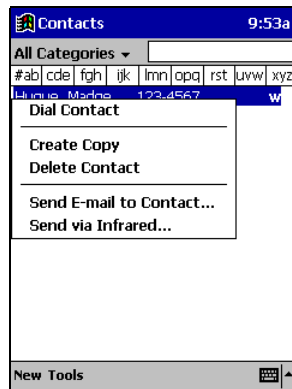 Contacts 9:53a
All Categories
#ab cde fgh ijk lmn opq rst uvw xyz
Hugue, Madge 123-4567 w
Dial Contact
Create Copy
Delete Contact
Send E-mail to Contact...
Send via Infrared...
New Tools